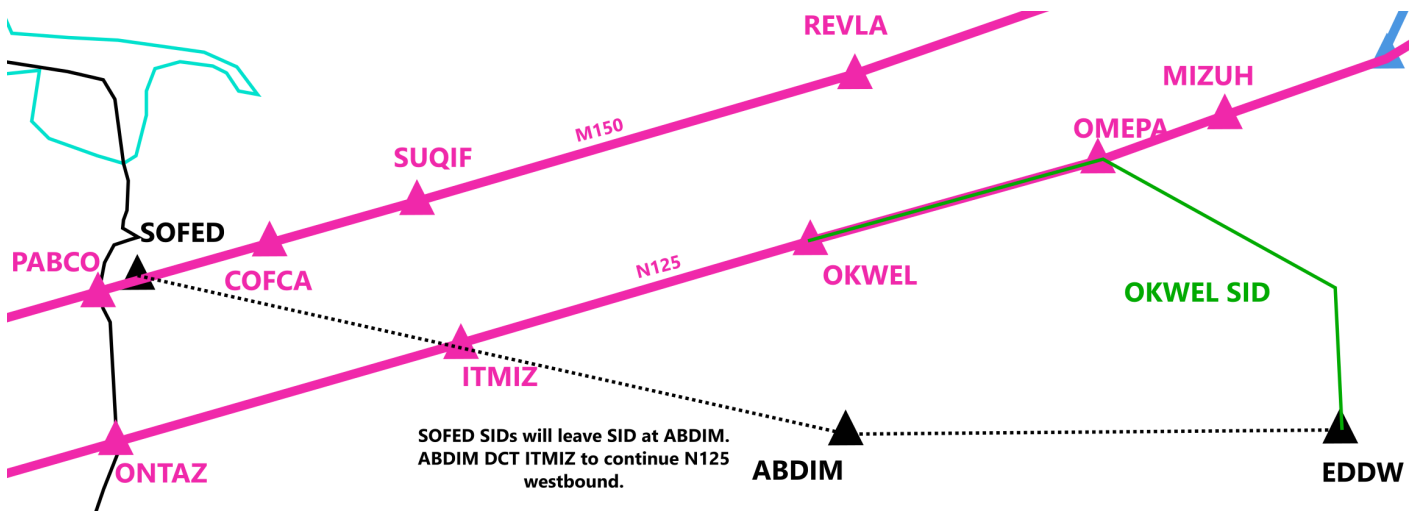 REVLA
MIZUH
OMEPA
M150
SUQIF
SOFED
PABCO
COFCA
N125
OKWEL
OKWEL SID
ITMIZ
SOFED SIDs will leave SID at ABDIM.
ABDIM DCT ITMIZ to continue N125
westbound.
ONTAZ
ABDIM
EDDW